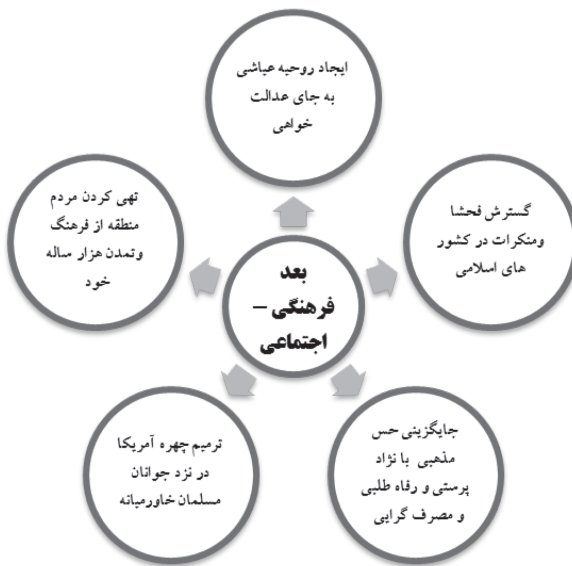 ایجاد روحیه عیاشی
به جای عدالت
خواهی
گسترش فحشا
ومنکرات در کشور
های اسلامی
تهی کردن مردم
منطقه از فرهنگ
وتمدن هزار ساله
خود
بعد
فرهنگی –
اجتماعی
جایگزینی حس
مذهبی با نژاد
پرستی و رفاه طلبی
و مصرف گرایی
ترمیم چهره آمریکا
در نزد جوانان
مسلمان خاورمیانه